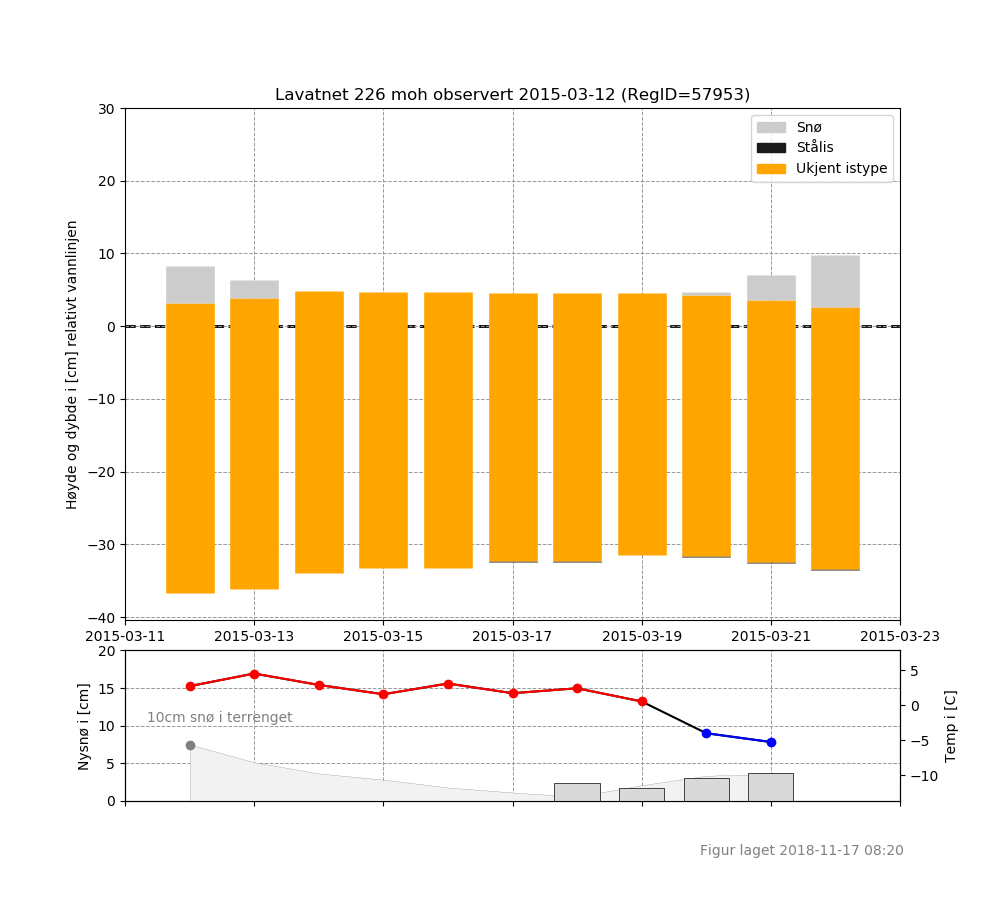 Lavatnet 226 moh observert 2015-03-12 (RegID=57953)
Snø
Stålis
Ukjent istype
Høyde og dybde i [cm] relativt vannlinjen
30
20
10
0
−10
−20
−30
−40
2015-03-11 2015-03-13 2015-03-15 2015-03-17 2015-03-19 2015-03-21 2015-03-23
Nysnø i [cm]
20
15
10
5
0
10cm snø i terrenget
5
0
−5
−10
Temp i [C]
Figur laget 2018-11-17 08:20